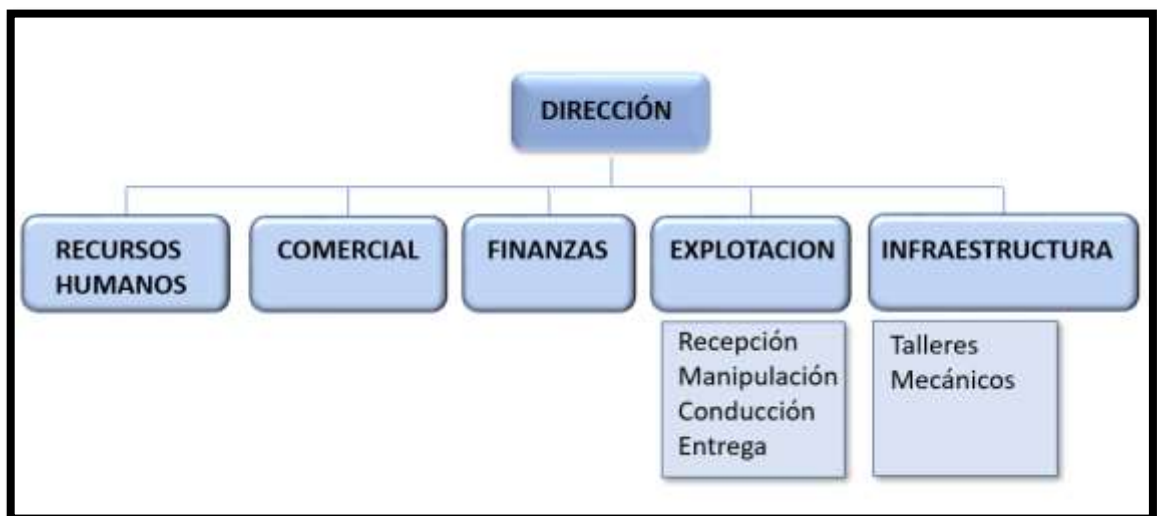 DIRECCIÓN
RECURSOS
HUMANOS
COMERCIAL
FINANZAS
EXPLOTACION
INFRAESTRUCTURA
Recepción
Manipulación
Conducción
Entrega
Talleres
Mecánicos